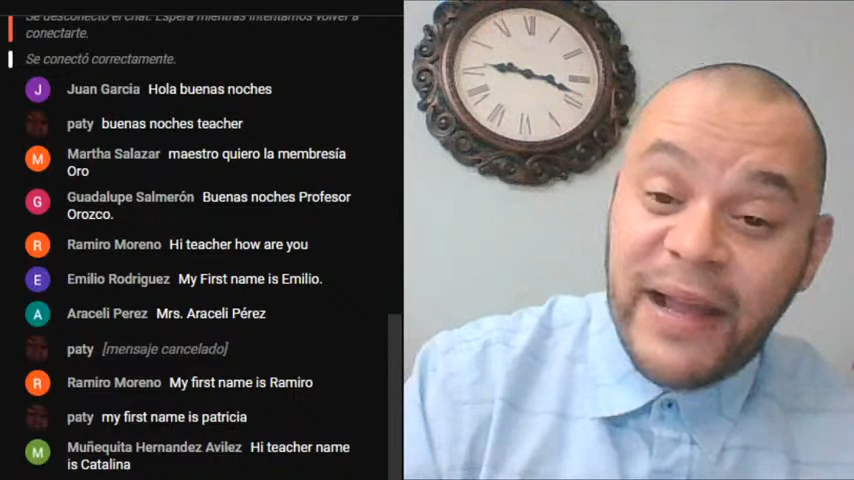 Se desconectó el chat. Espera mientras intentamos volver a
conectarte.
Se conectó correctamente.
J Juan Garcia Hola buenas noches
paty buenas noches teacher
M Martha Salazar maestro quiero la membresía
Oro
G Guadalupe Salmerón Buenas noches Profesor
Orozco.
R Ramiro Moreno Hi teacher how are you
E Emilio Rodriguez My First name is Emilio.
A Araceli Perez Mrs. Araceli Pérez
paty [mensaje cancelado]
R Ramiro Moreno My first name is Ramiro
paty my first name is patricia
M Muñequita Hernandez Avilez Hi teacher name
is Catalina